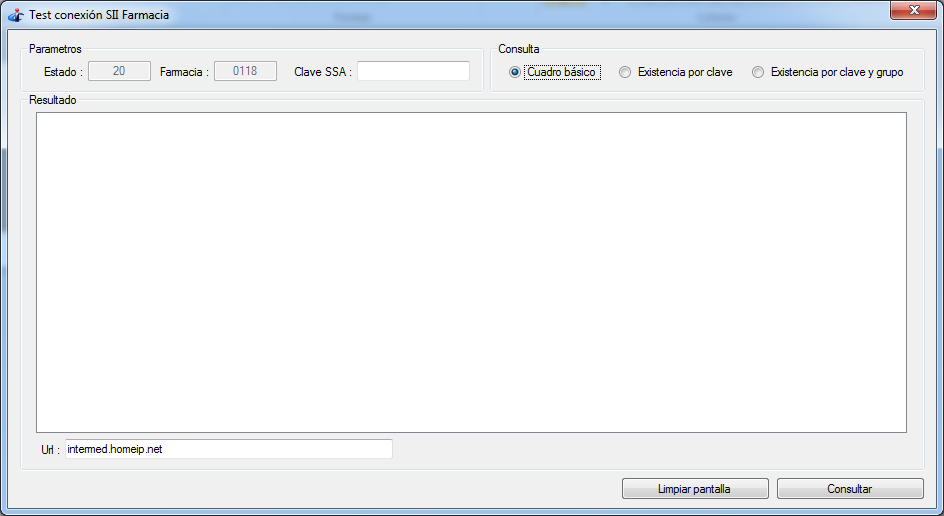 Test conexión SII Farmacia
Parametros
Estado : 20 Farmacia : 0118 Clave SSA :
Consulta
Cuadro básico Existencia por clave Existencia por clave y grupo
Resultado
Url : intermed.homeip.net
Limpiar pantalla Consultar